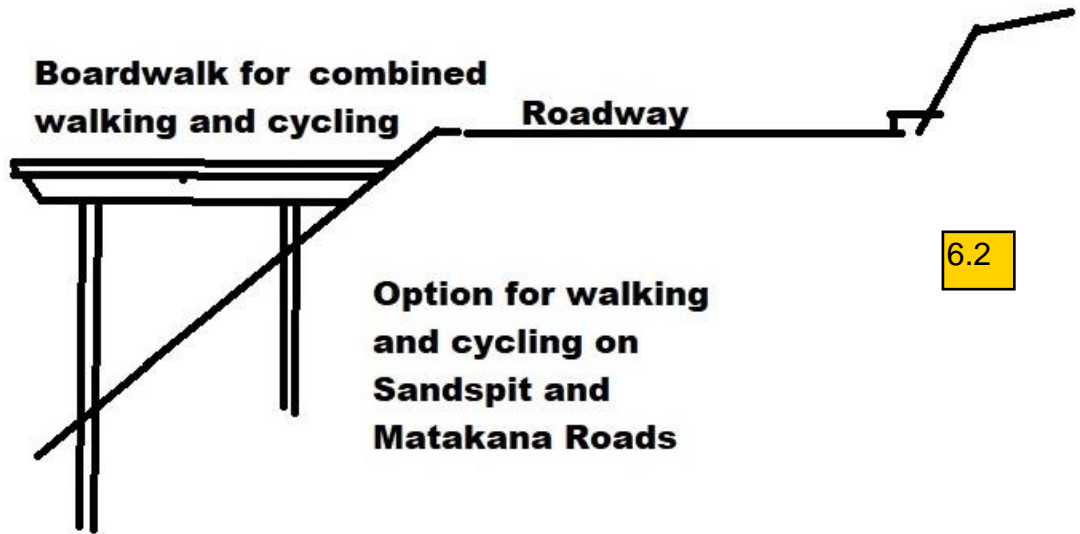 Boardwalk for combined
walking and cycling
Roadway
6.2
Option for walking
and cycling on
Sandspit and
Matakana Roads